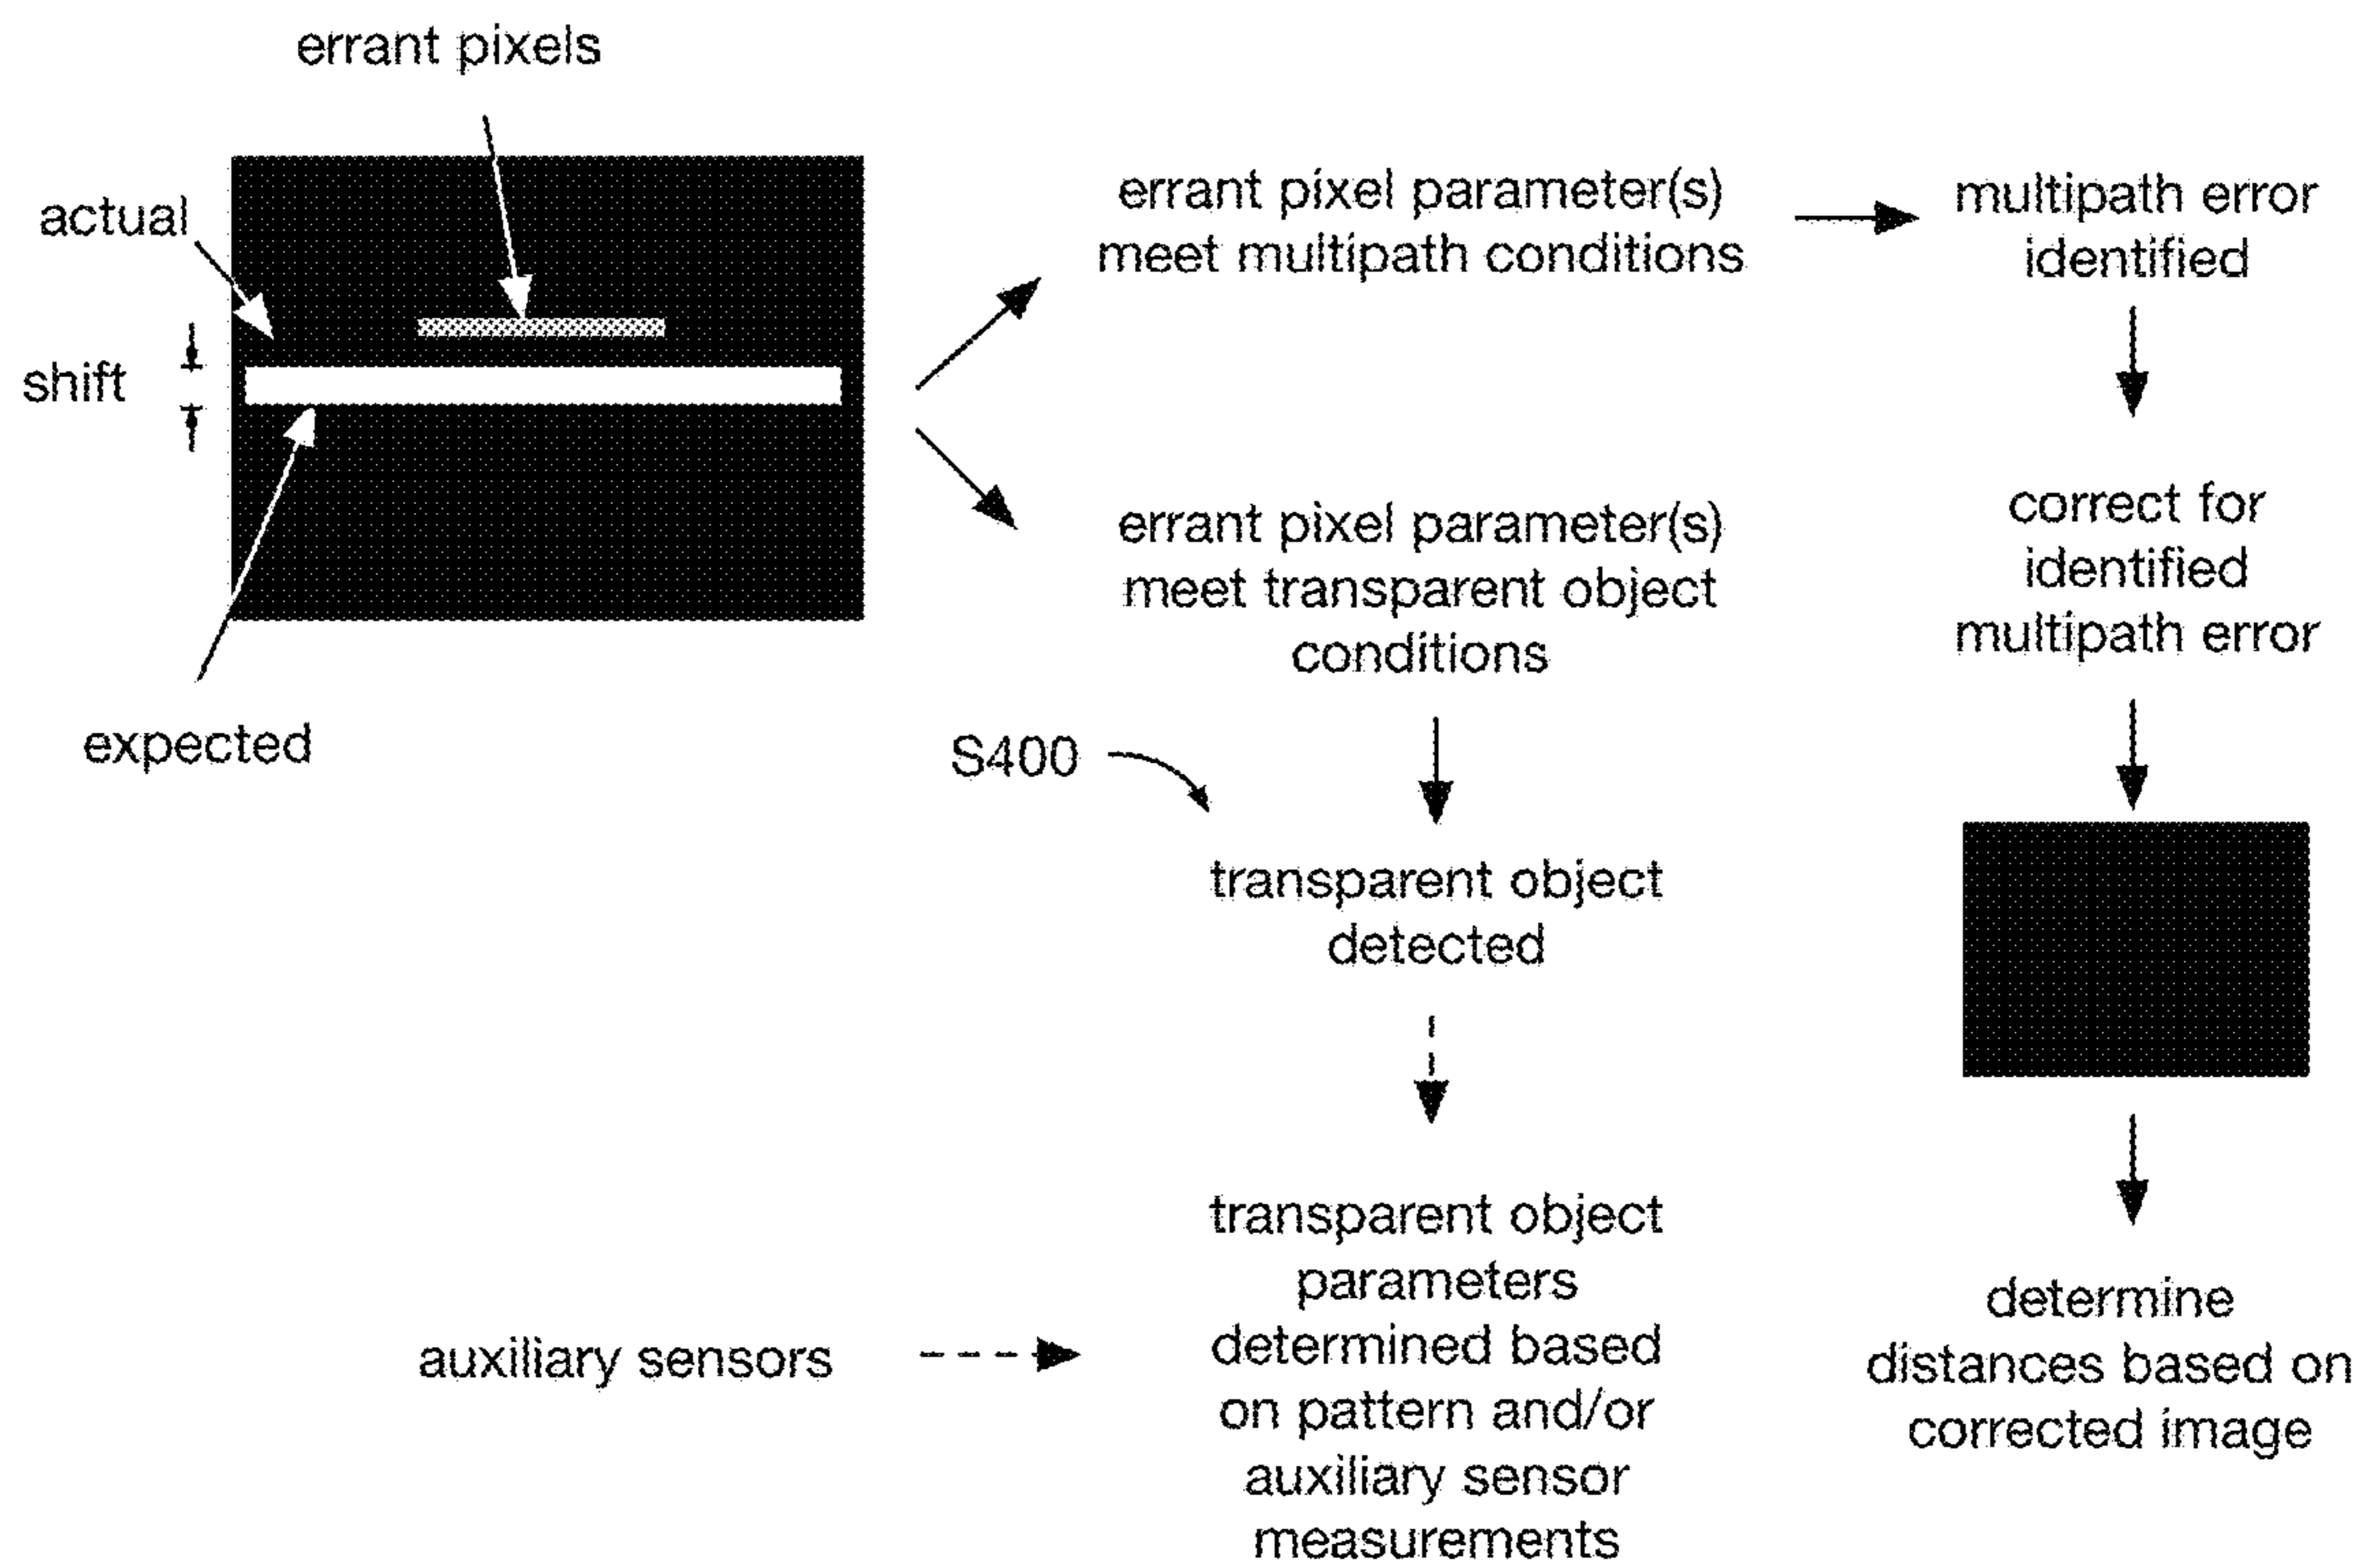 errant pixels
actual
shift
expected
errant pixel parameter(s)
meet multipath conditions
multipath error
identified
errant pixel parameter(s)
meet transparent object
conditions
correct for
identified
multipath error
S400
transparent object
detected
auxiliary sensors
transparent object
parameters
determined based
on pattern and/or
auxiliary sensor
measurements
determine
distances based on
corrected image